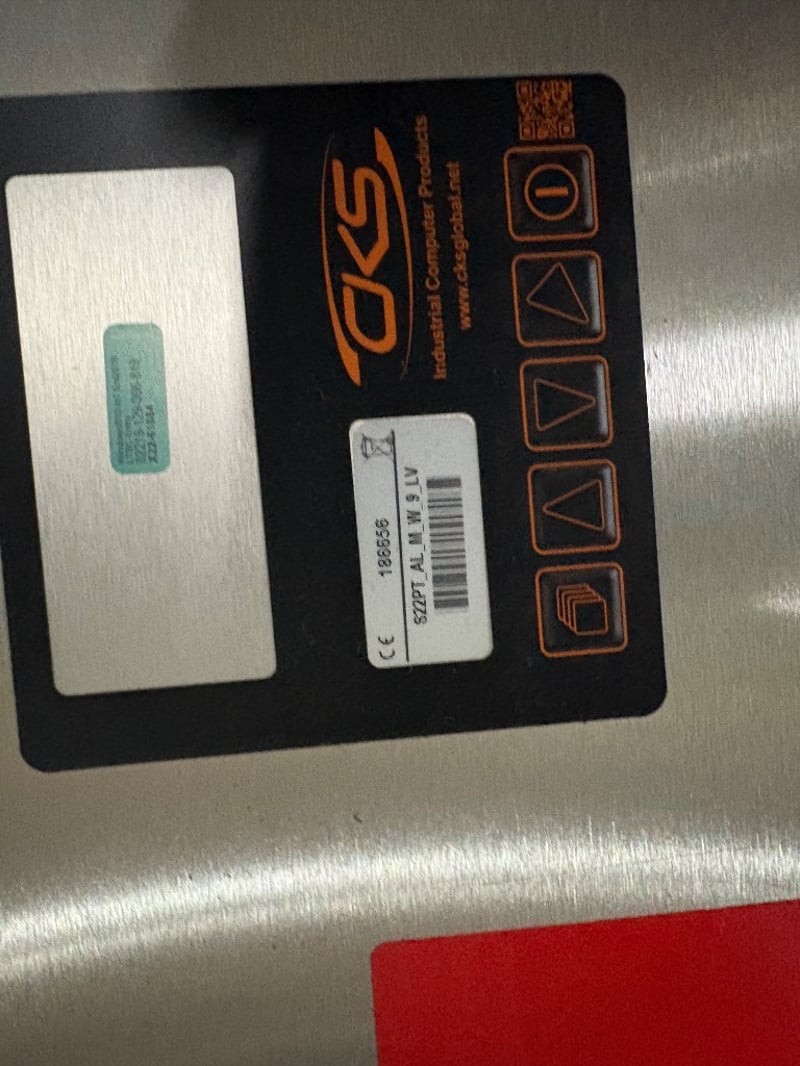 CKS
Industrial Computer Products
www.cksglobal.net
CE 186656
S22PT_AL_M_W_9_LV